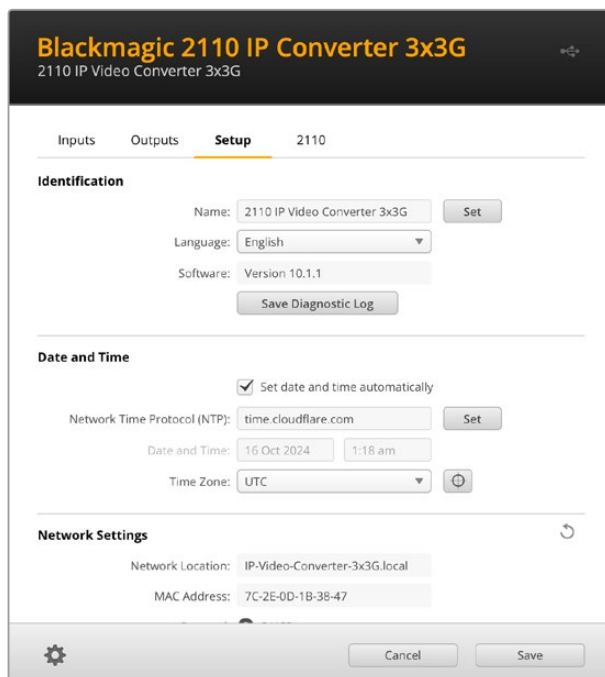 Blackmagic 2110 IP Converter 3x3G
2110 IP Video Converter 3x3G
Inputs Outputs Setup 2110
Identification
Name: 2110 IP Video Converter 3x3G Set
Language: English
Software: Version 10.1.1
Save Diagnostic Log
Date and Time
Set date and time automatically
Network Time Protocol (NTP): time.cloudflare.com Set
Date and Time: 16 Oct 2024 1:18 am
Time Zone: UTC
Network Settings
Network Location: IP-Video-Converter-3x3G.local
MAC Address: 7C-2E-0D-1B-38-47
Cancel Save